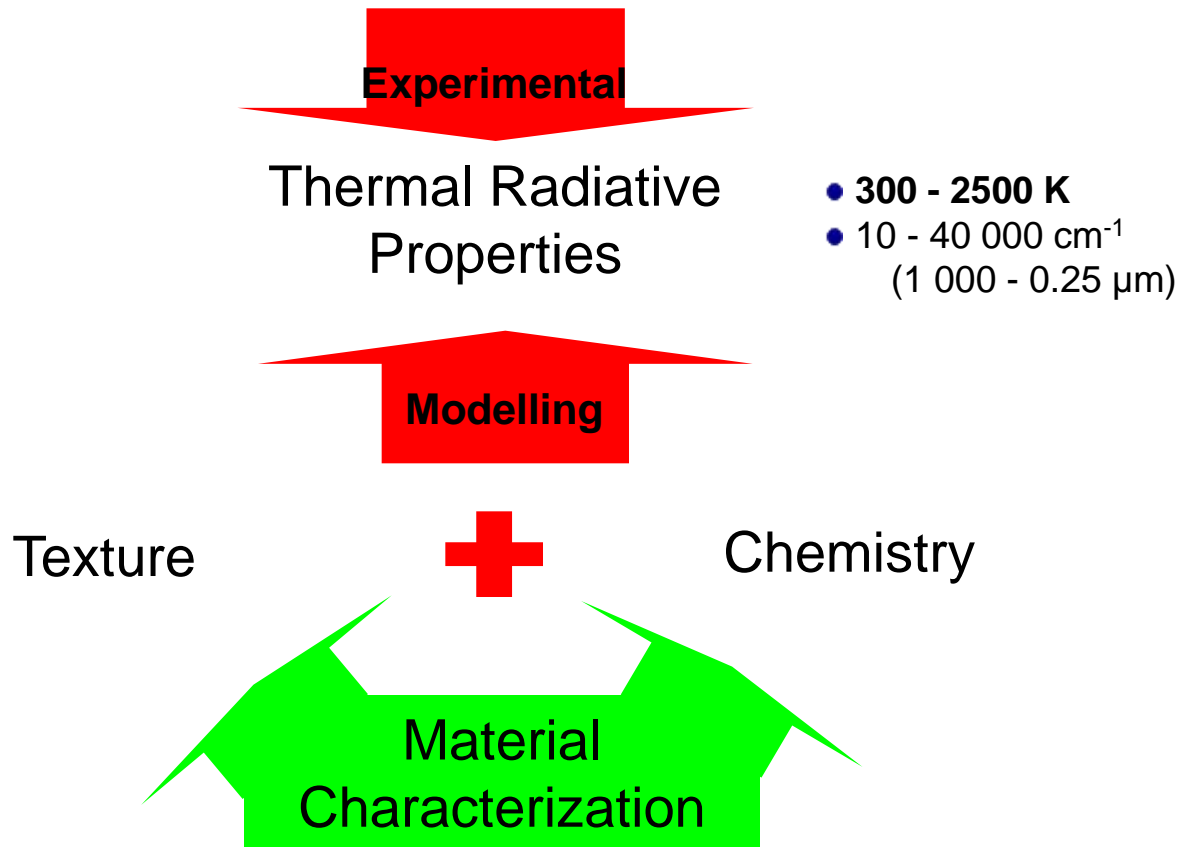 Experimental
Thermal Radiative
Properties
• 300 - 2500 K
• 10 - 40 000 cm⁻¹
(1 000 - 0.25 µm)
Modelling
Texture
Chemistry
Material
Characterization